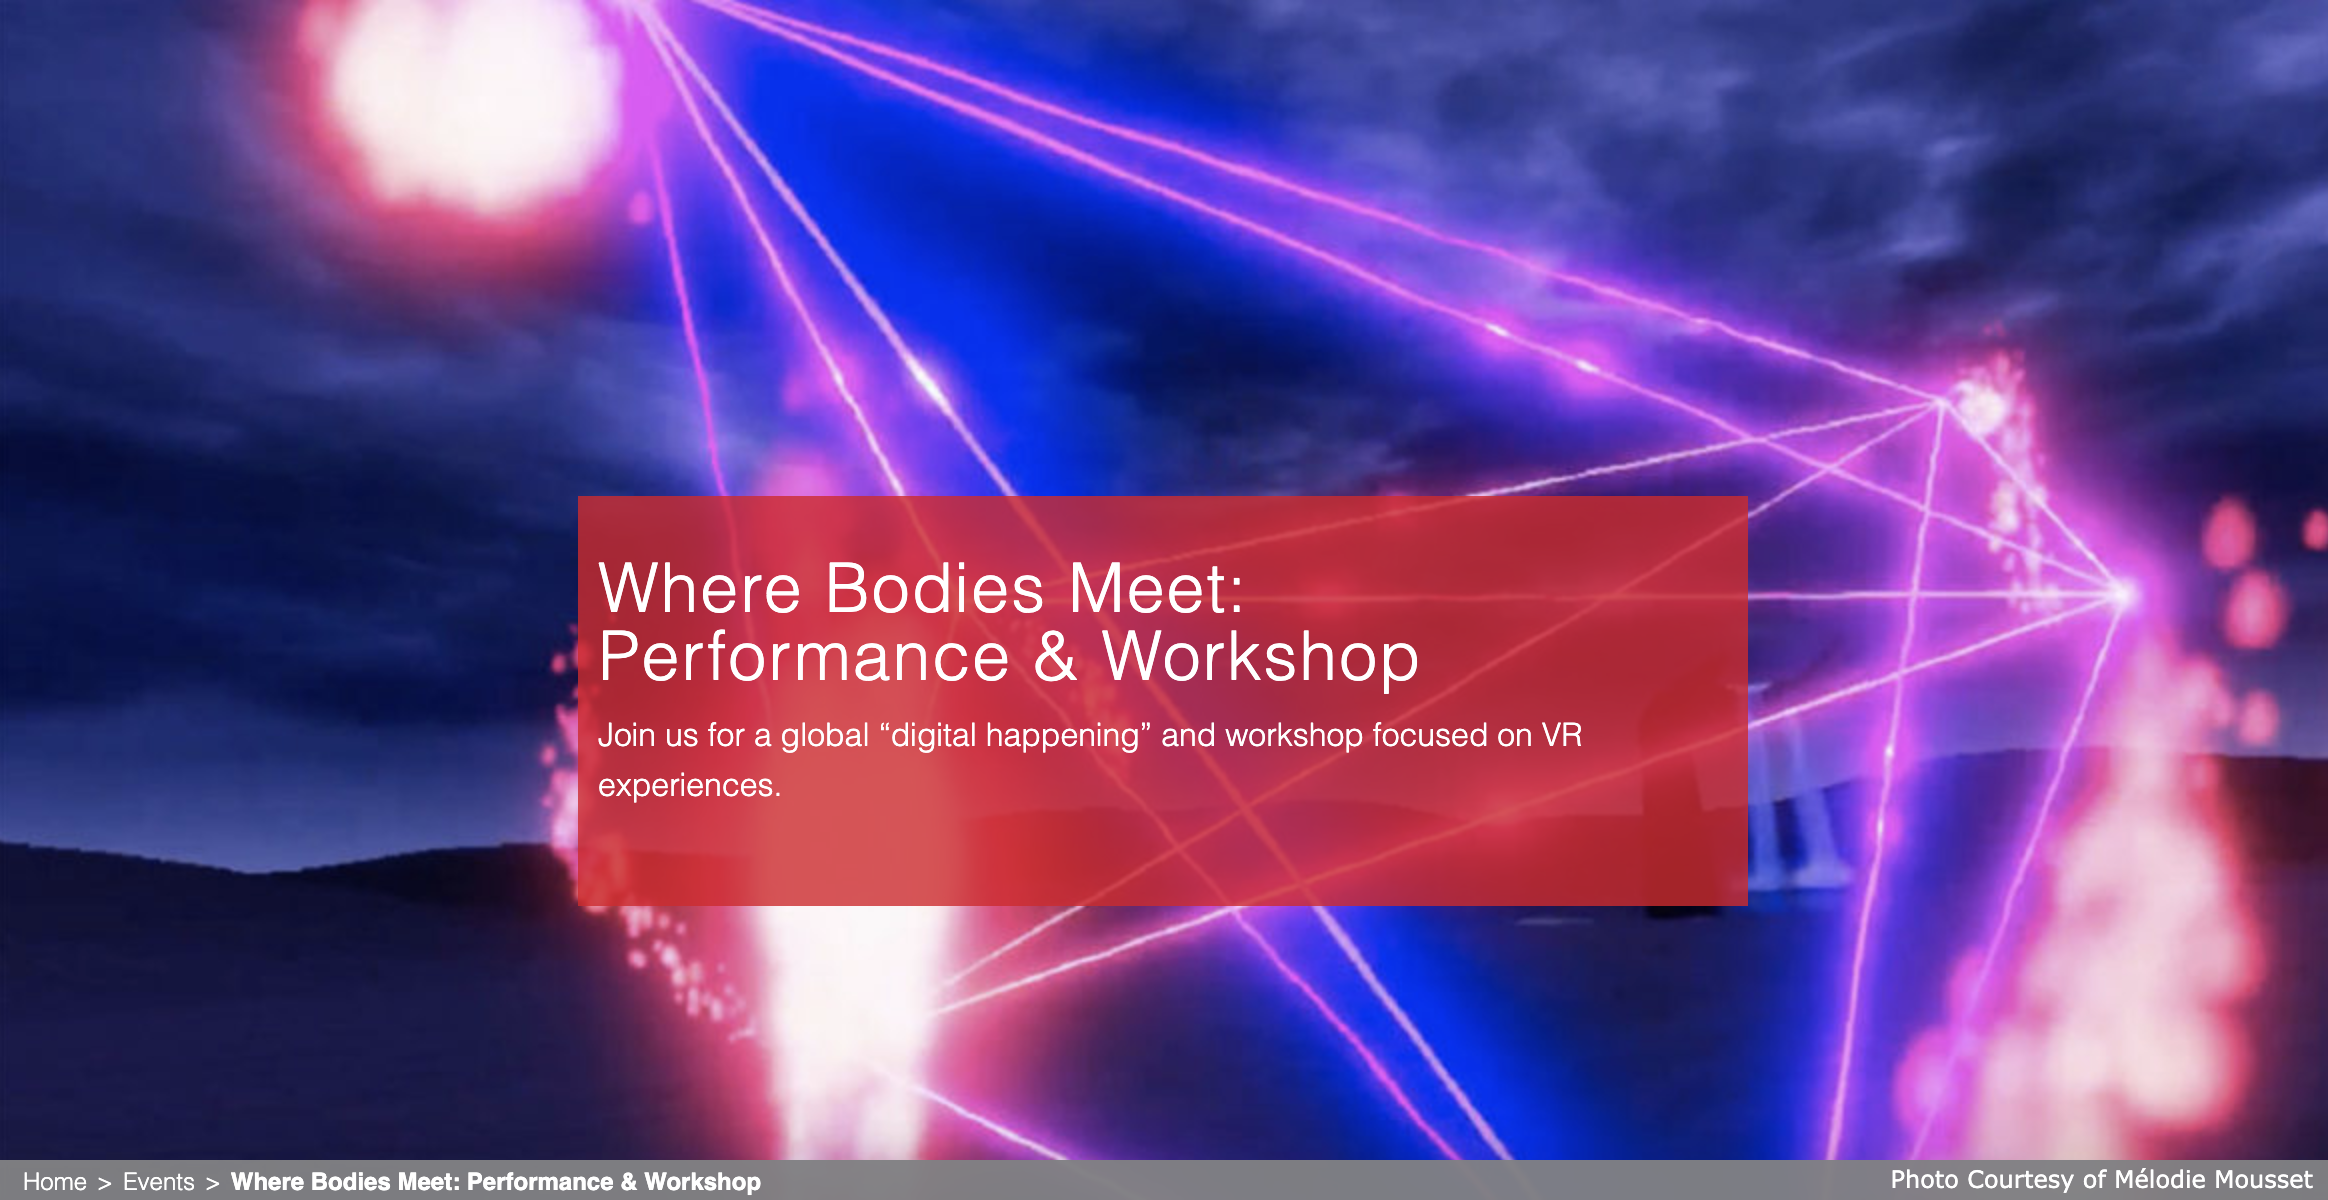 Where Bodies Meet:
Performance & Workshop
Join us for a global “digital happening” and workshop focused on VR
experiences.
Home > Events > Where Bodies Meet: Performance & Workshop
Photo Courtesy of Mélodie Mousset